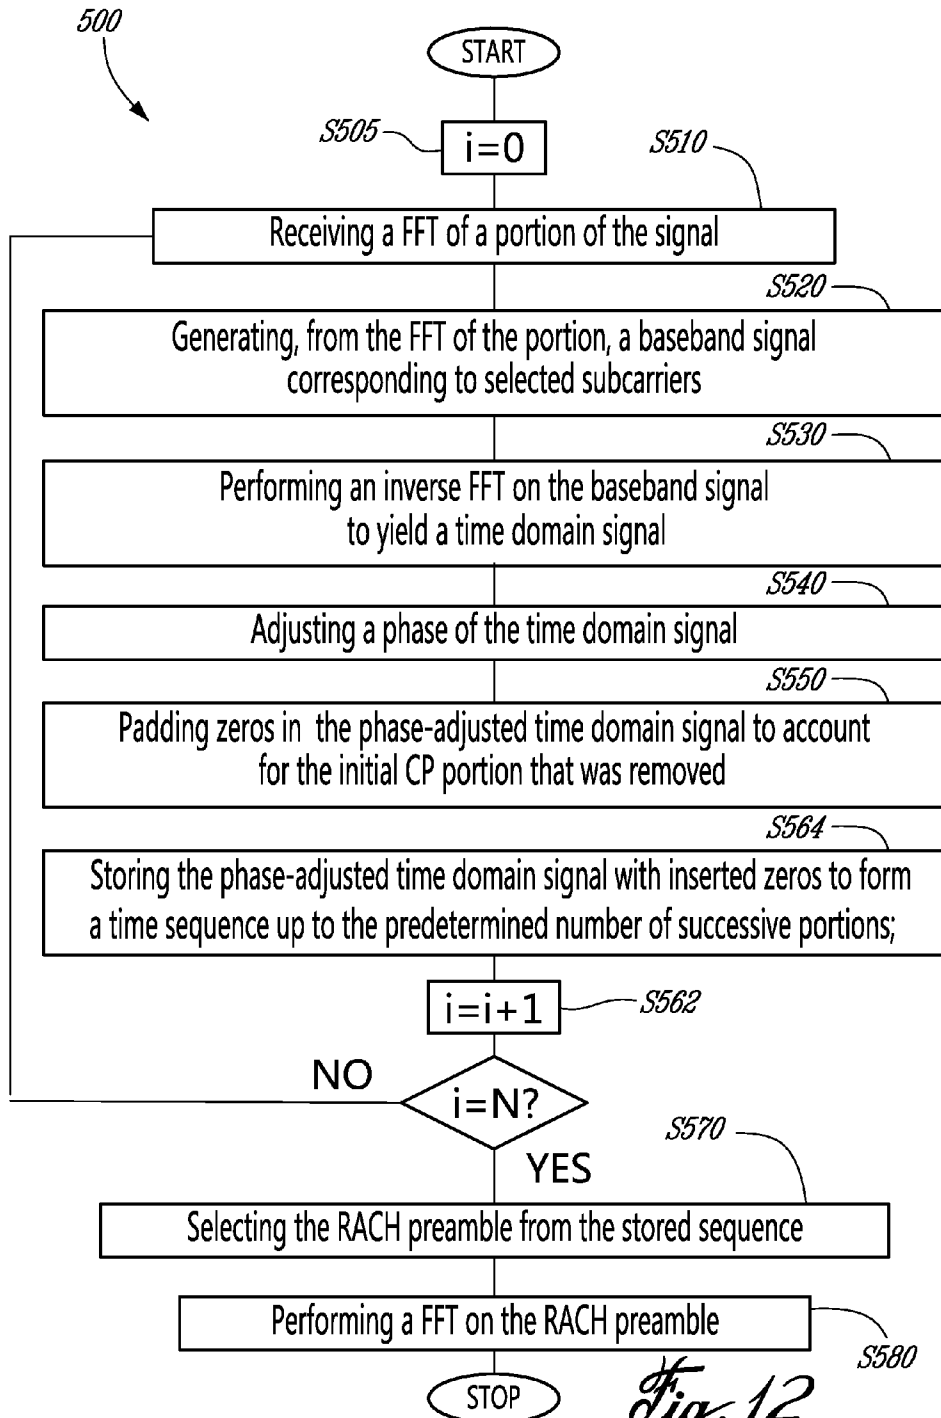 500
START
S505
i=0
S510
Receiving a FFT of a portion of the signal
S520
Generating, from the FFT of the portion, a baseband signal
corresponding to selected subcarriers
S530
Performing an inverse FFT on the baseband signal
to yield a time domain signal
S540
Adjusting a phase of the time domain signal
S550
Padding zeros in the phase-adjusted time domain signal to account
for the initial CP portion that was removed
S564
Storing the phase-adjusted time domain signal with inserted zeros to form
a time sequence up to the predetermined number of successive portions;
i=i+1
S562
NO
i=N?
S570
YES
Selecting the RACH preamble from the stored sequence
Performing a FFT on the RACH preamble
S580
STOP
Fig. 12